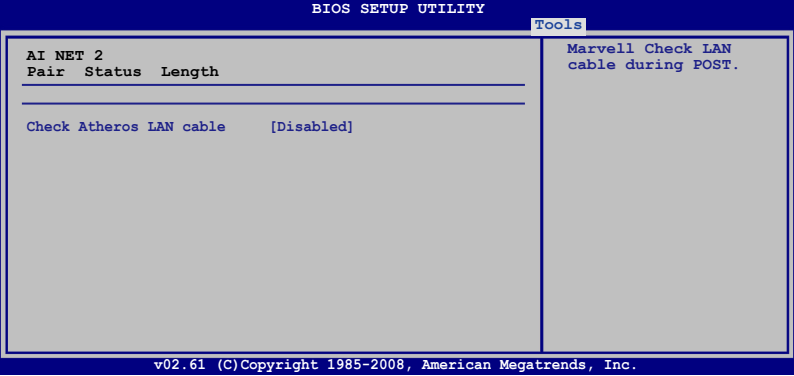 BIOS SETUP UTILITY
Tools
AI NET 2
Pair Status Length
Check Atheros LAN cable [Disabled]
Marvell Check LAN
cable during POST.
v02.61 (C)Copyright 1985-2008, American Megatrends, Inc.